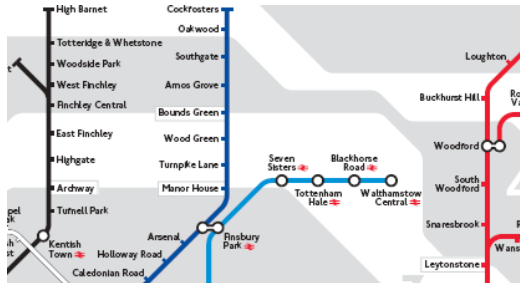 High Barnet
Totteridge & Whetstone
Woodside Park
West Finchley
Finchley Central
East Finchley
Highgate
Archway
Tufnell Park
Kentish
Town
Cockfosters
Oakwood
Southgate
Arnos Grove
Bounds Green
Wood Green
Turnpike Lane
Manor House
Arsenal
Holloway Road
Caledonian Road
Finsbury
Park
Seven
Sisters
Tottenham
Hale
Blackhorse
Road
Walthamstow
Central
Loughton
Buckhurst Hill
Woodford
South
Woodford
Snaresbrook
Leytonstone